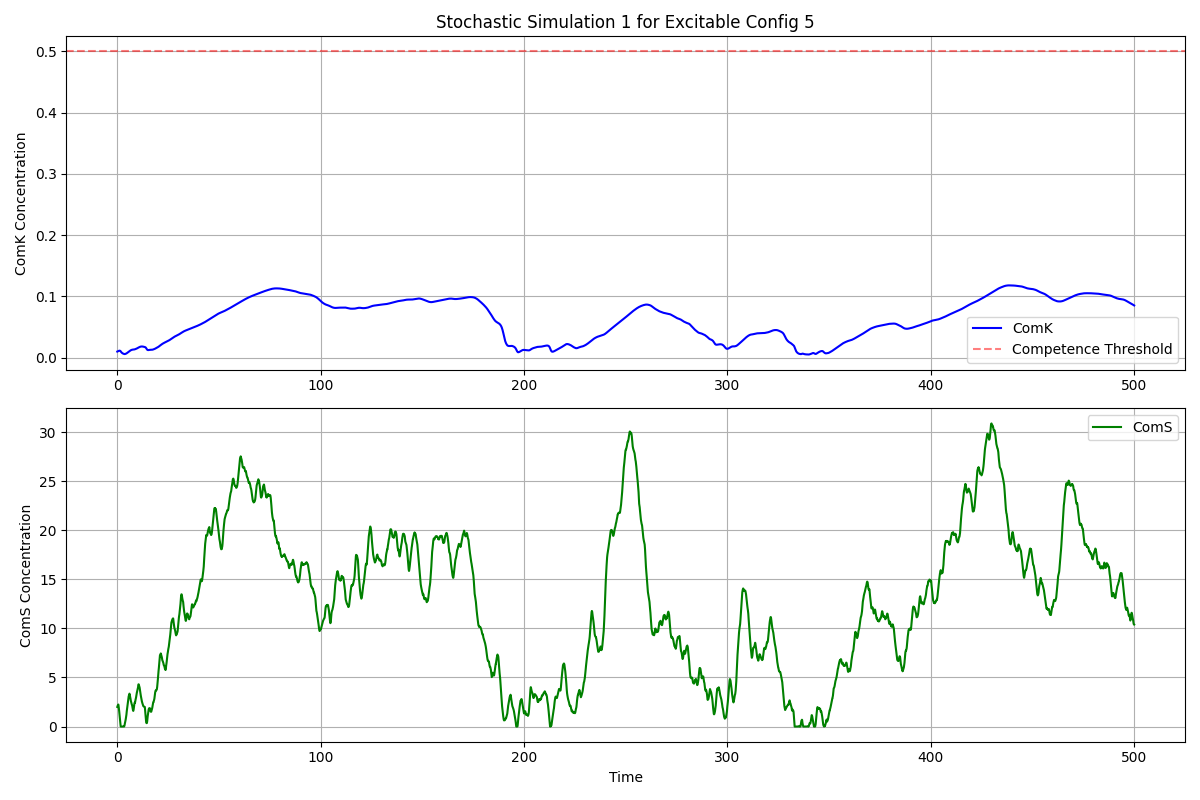 Stochastic Simulation 1 for Excitable Config 5
ComK Concentration
0.5
0.4
0.3
0.2
0.1
0.0
0 100 200 300 400 500
ComK
Competence Threshold
ComS Concentration
30
25
20
15
10
5
0
ComS
0 100 200 300 400 500
Time